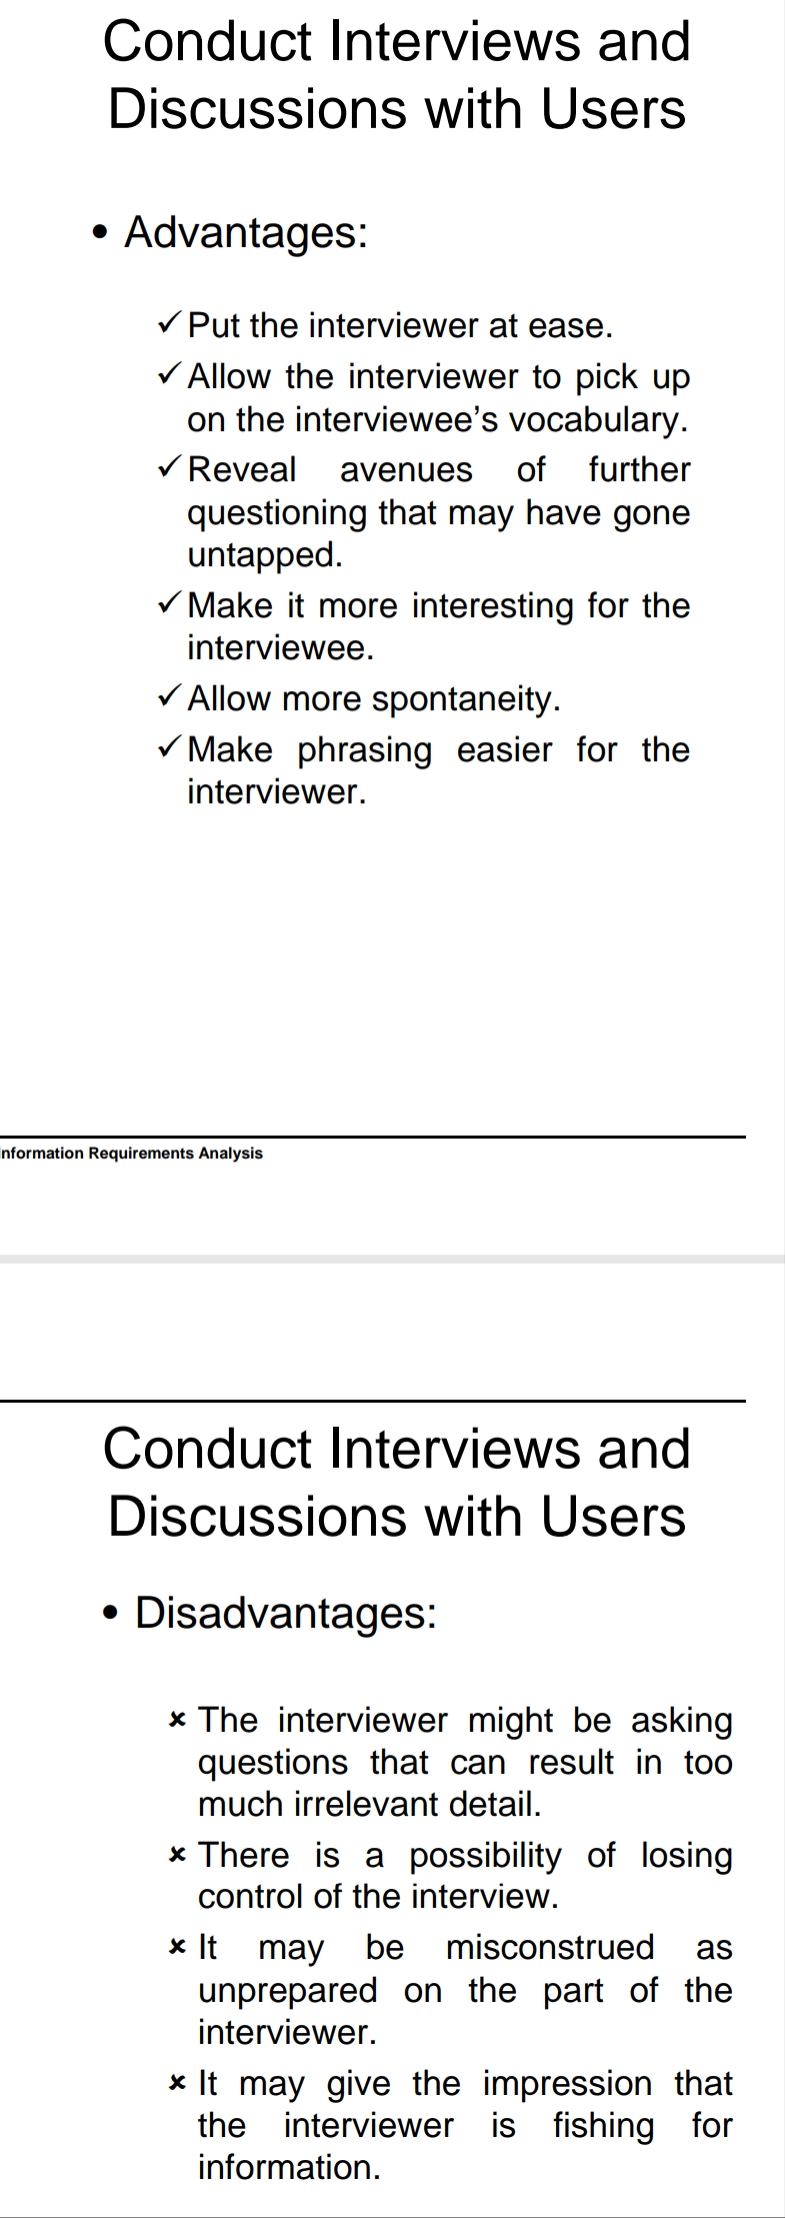 Conduct Interviews and
Discussions with Users
• Advantages:
✓ Put the interviewer at ease.
✓ Allow the interviewer to pick up
on the interviewee’s vocabulary.
✓ Reveal avenues of further
questioning that may have gone
untapped.
✓ Make it more interesting for the
interviewee.
✓ Allow more spontaneity.
✓ Make phrasing easier for the
interviewer.
nformation Requirements Analysis
Conduct Interviews and
Discussions with Users
• Disadvantages:
× The interviewer might be asking
questions that can result in too
much irrelevant detail.
× There is a possibility of losing
control of the interview.
× It may be misconstrued as
unprepared on the part of the
interviewer.
× It may give the impression that
the interviewer is fishing for
information.